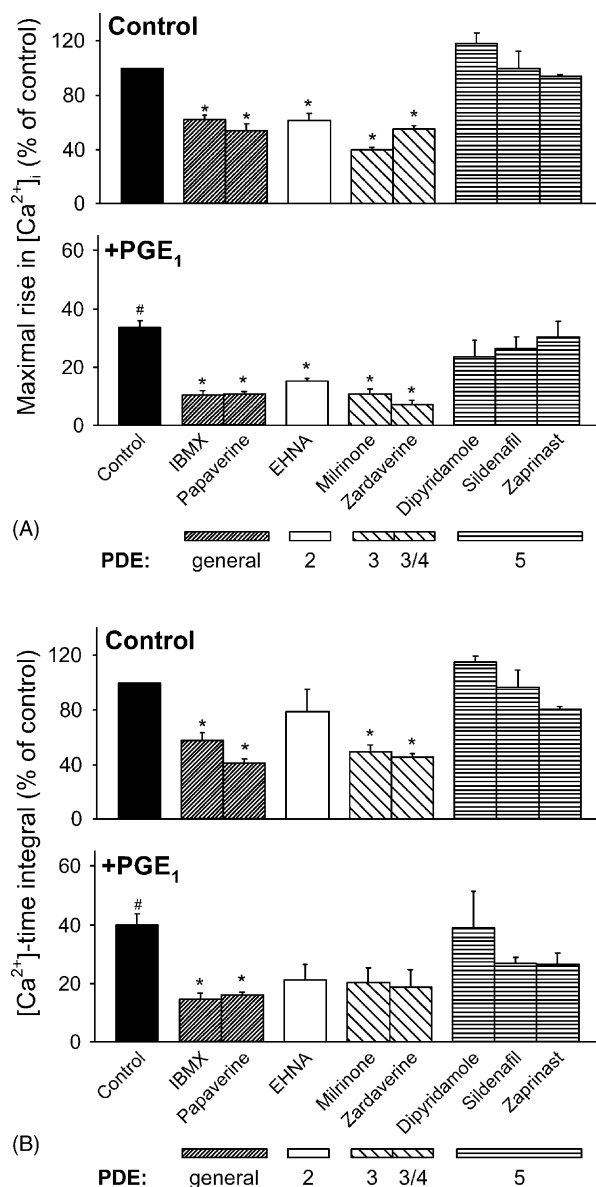 Control
Maximal rise in [Ca2+]i (% of control)
120
80
40
0
* * * * *
+PGE1
60
40
20
0
#
* * * * *
Control
IBMX
Papaverine
EHNA
Milrinone
Zardaverine
Dipyridamole
Sildenafil
Zaprinast
(A)
PDE: general 2 3 3/4 5
Control
[Ca2+]-time integral (% of control)
120
80
40
0
* * * *
+PGE1
60
40
20
0
#
* *
Control
IBMX
Papaverine
EHNA
Milrinone
Zardaverine
Dipyridamole
Sildenafil
Zaprinast
(B)
PDE: general 2 3 3/4 5